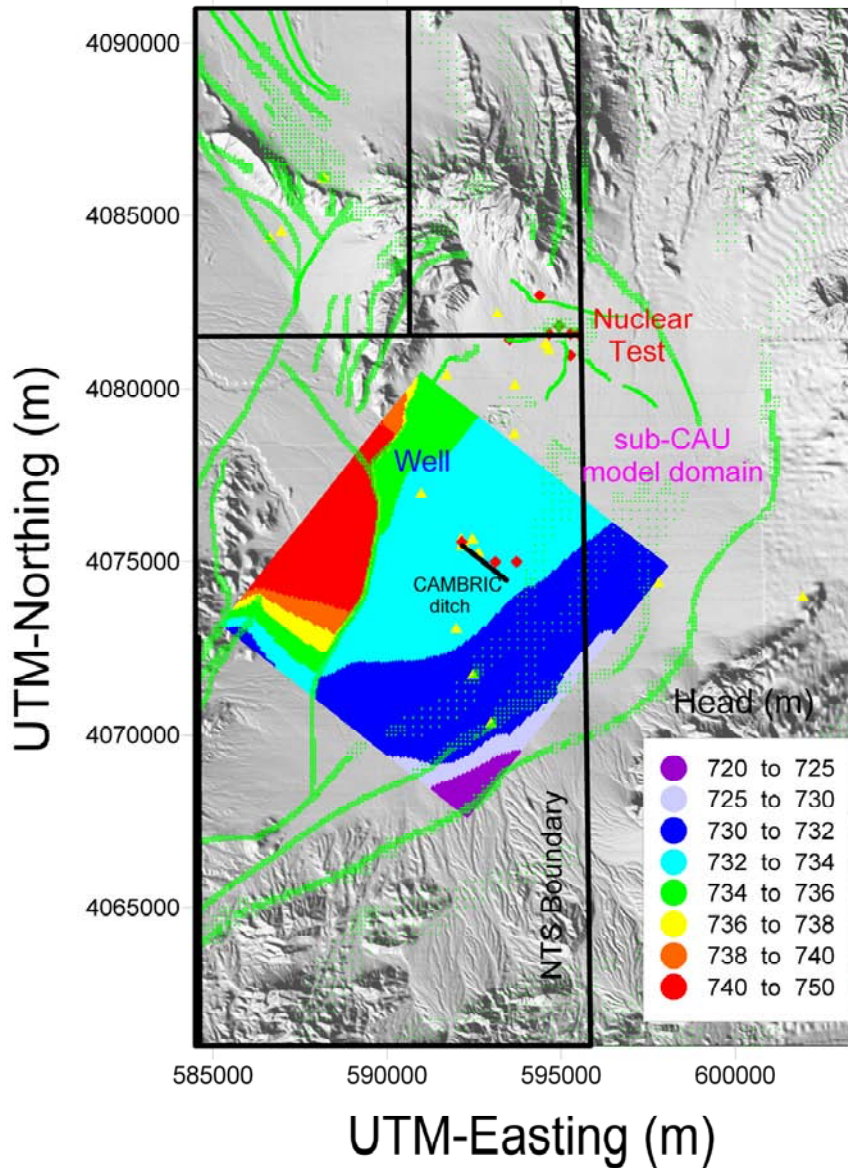 4090000
4085000
4080000
4075000
4070000
4065000
UTM-Northing (m)
Nuclear
Test
sub-CAU
model domain
Well
CAMBRIC
ditch
Head (m)
720 to 725
725 to 730
730 to 732
732 to 734
734 to 736
736 to 738
738 to 740
740 to 750
NTS Boundary
585000
590000
595000
600000
UTM-Easting (m)